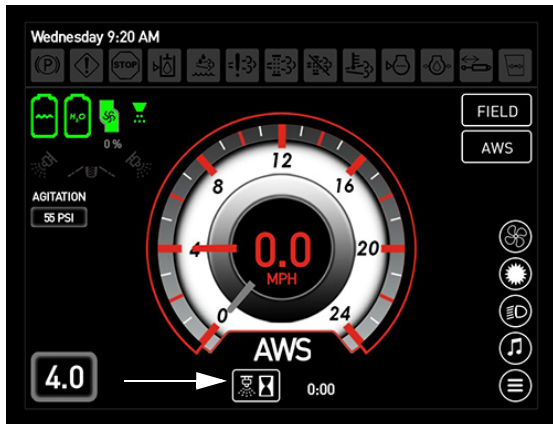 Wednesday 9:20 AM
(P)
STOP
H₂O
0 %
FIELD
AWS
AGITATION
55 PSI
0
4
8
12
16
20
24
0.0
MPH
AWS
4.0
0:00